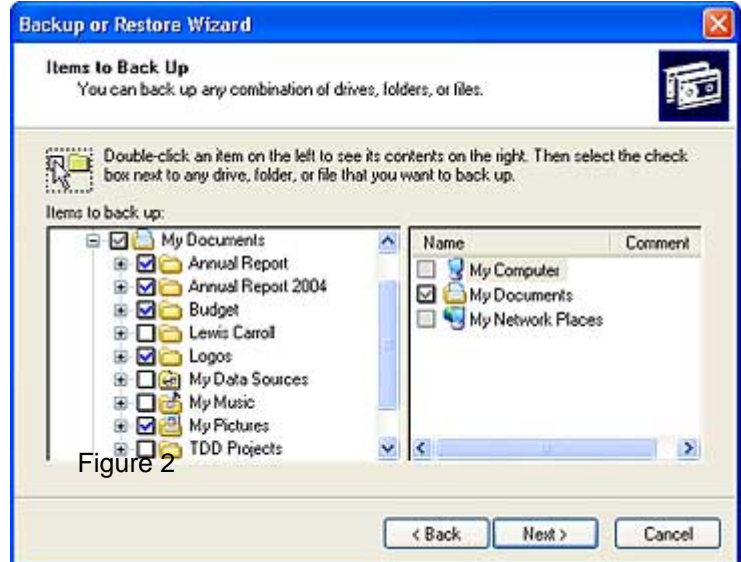 Backup or Restore Wizard
Items to Back Up
You can back up any combination of drives, folders, or files.
Double-click an item on the left to see its contents on the right. Then select the check
box next to any drive, folder, or file that you want to back up.
Items to back up:
My Documents
Annual Report
Annual Report 2004
Budget
Lewis Carroll
Logos
My Data Sources
My Music
My Pictures
TDD Projects
Figure 2
Name Comment
My Computer
My Documents
My Network Places
< Back Next > Cancel